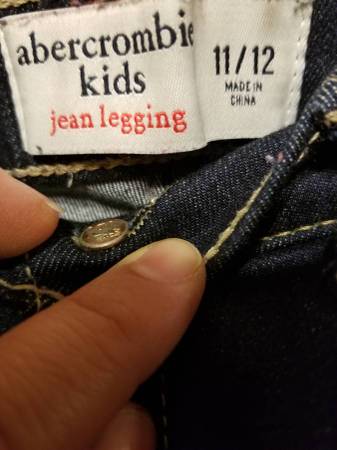 abercrombie
kids
jean legging
11/12
MADE IN
CHINA